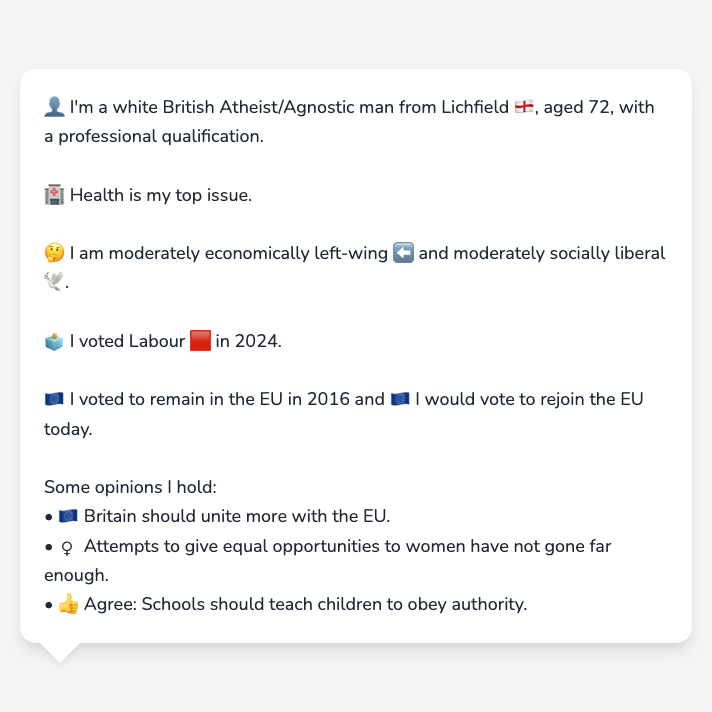 👤 I'm a white British Atheist/Agnostic man from Lichfield 🏴󠁧󠁢󠁥󠁮󠁧󠁿, aged 72, with
a professional qualification.
🏥 Health is my top issue.
🤔 I am moderately economically left-wing ⬅️ and moderately socially liberal
🕊️.
🗳️ I voted Labour 🟥 in 2024.
🇪🇺 I voted to remain in the EU in 2016 and 🇪🇺 I would vote to rejoin the EU
today.
Some opinions I hold:
• 🇪🇺 Britain should unite more with the EU.
• ♀ Attempts to give equal opportunities to women have not gone far
enough.
• 👍 Agree: Schools should teach children to obey authority.